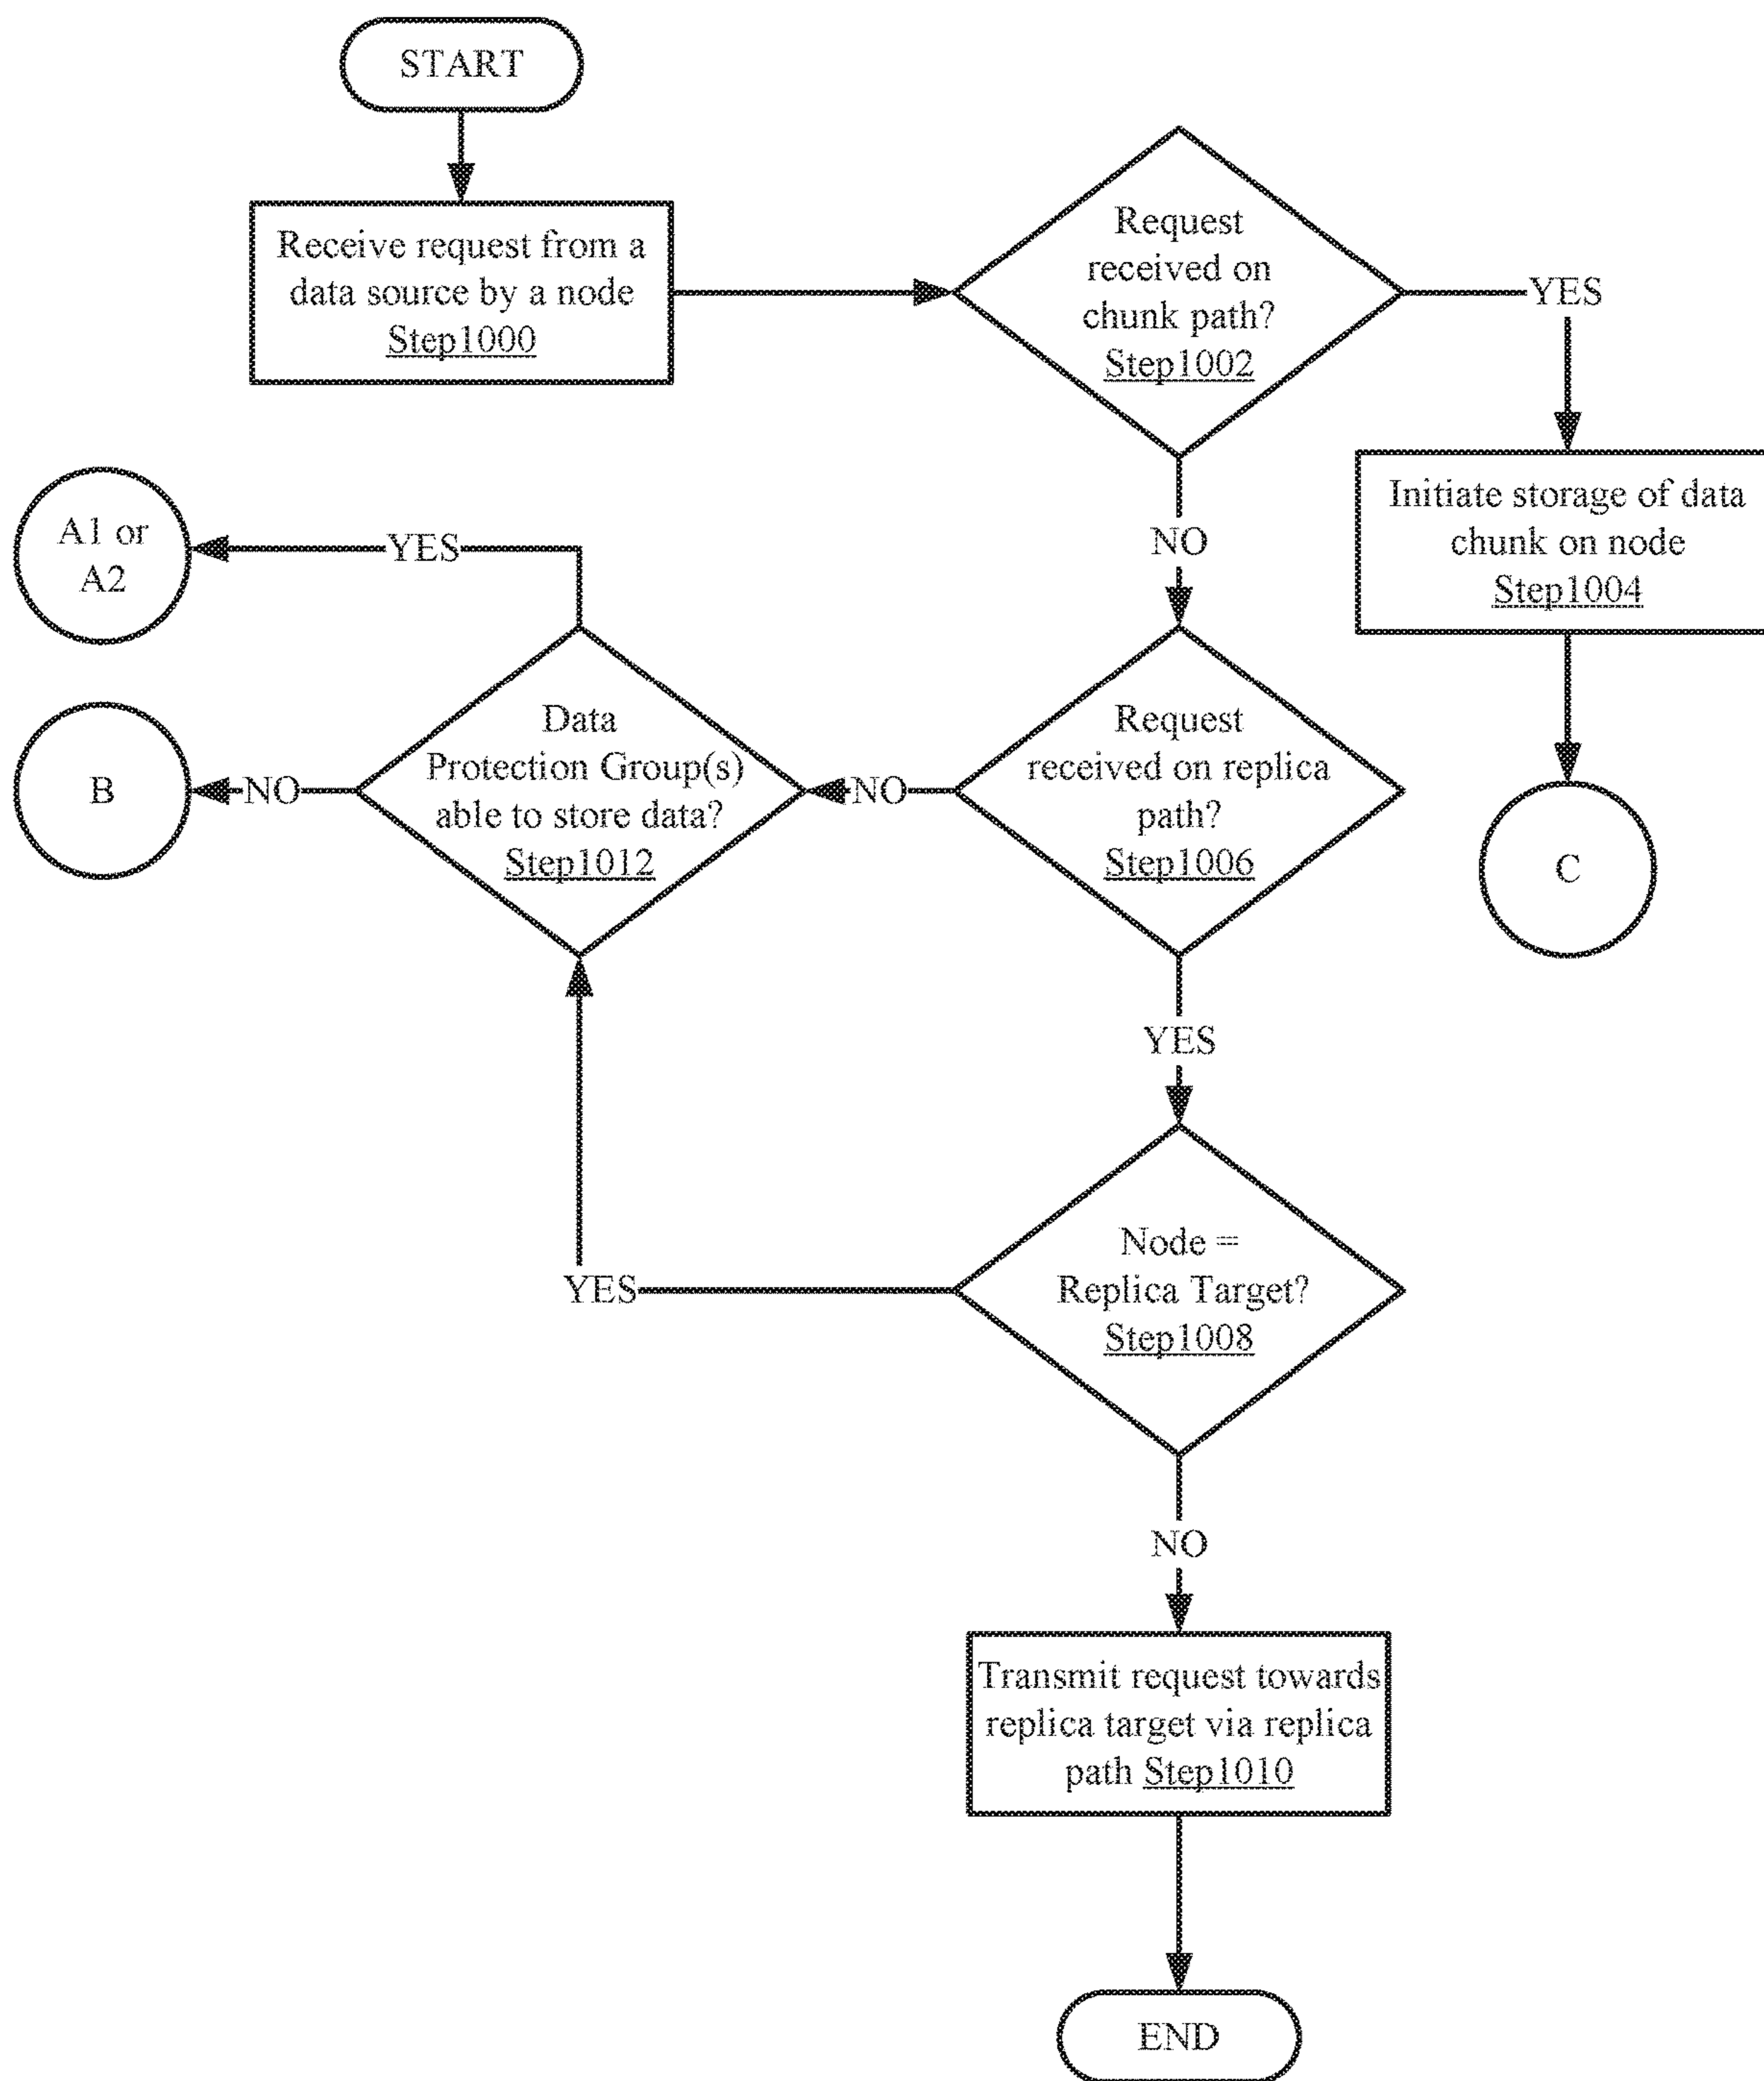 START
Receive request from a
data source by a node
Step1000
Request
received on
chunk path?
Step1002
YES
Initiate storage of data
chunk on node
Step1004
C
NO
Request
received on replica
path?
Step1006
NO
Data
Protection Group(s)
able to store data?
Step1012
YES
A1 or
A2
NO
B
YES
Node =
Replica Target?
Step1008
YES
NO
Transmit request towards
replica target via replica
path Step1010
END